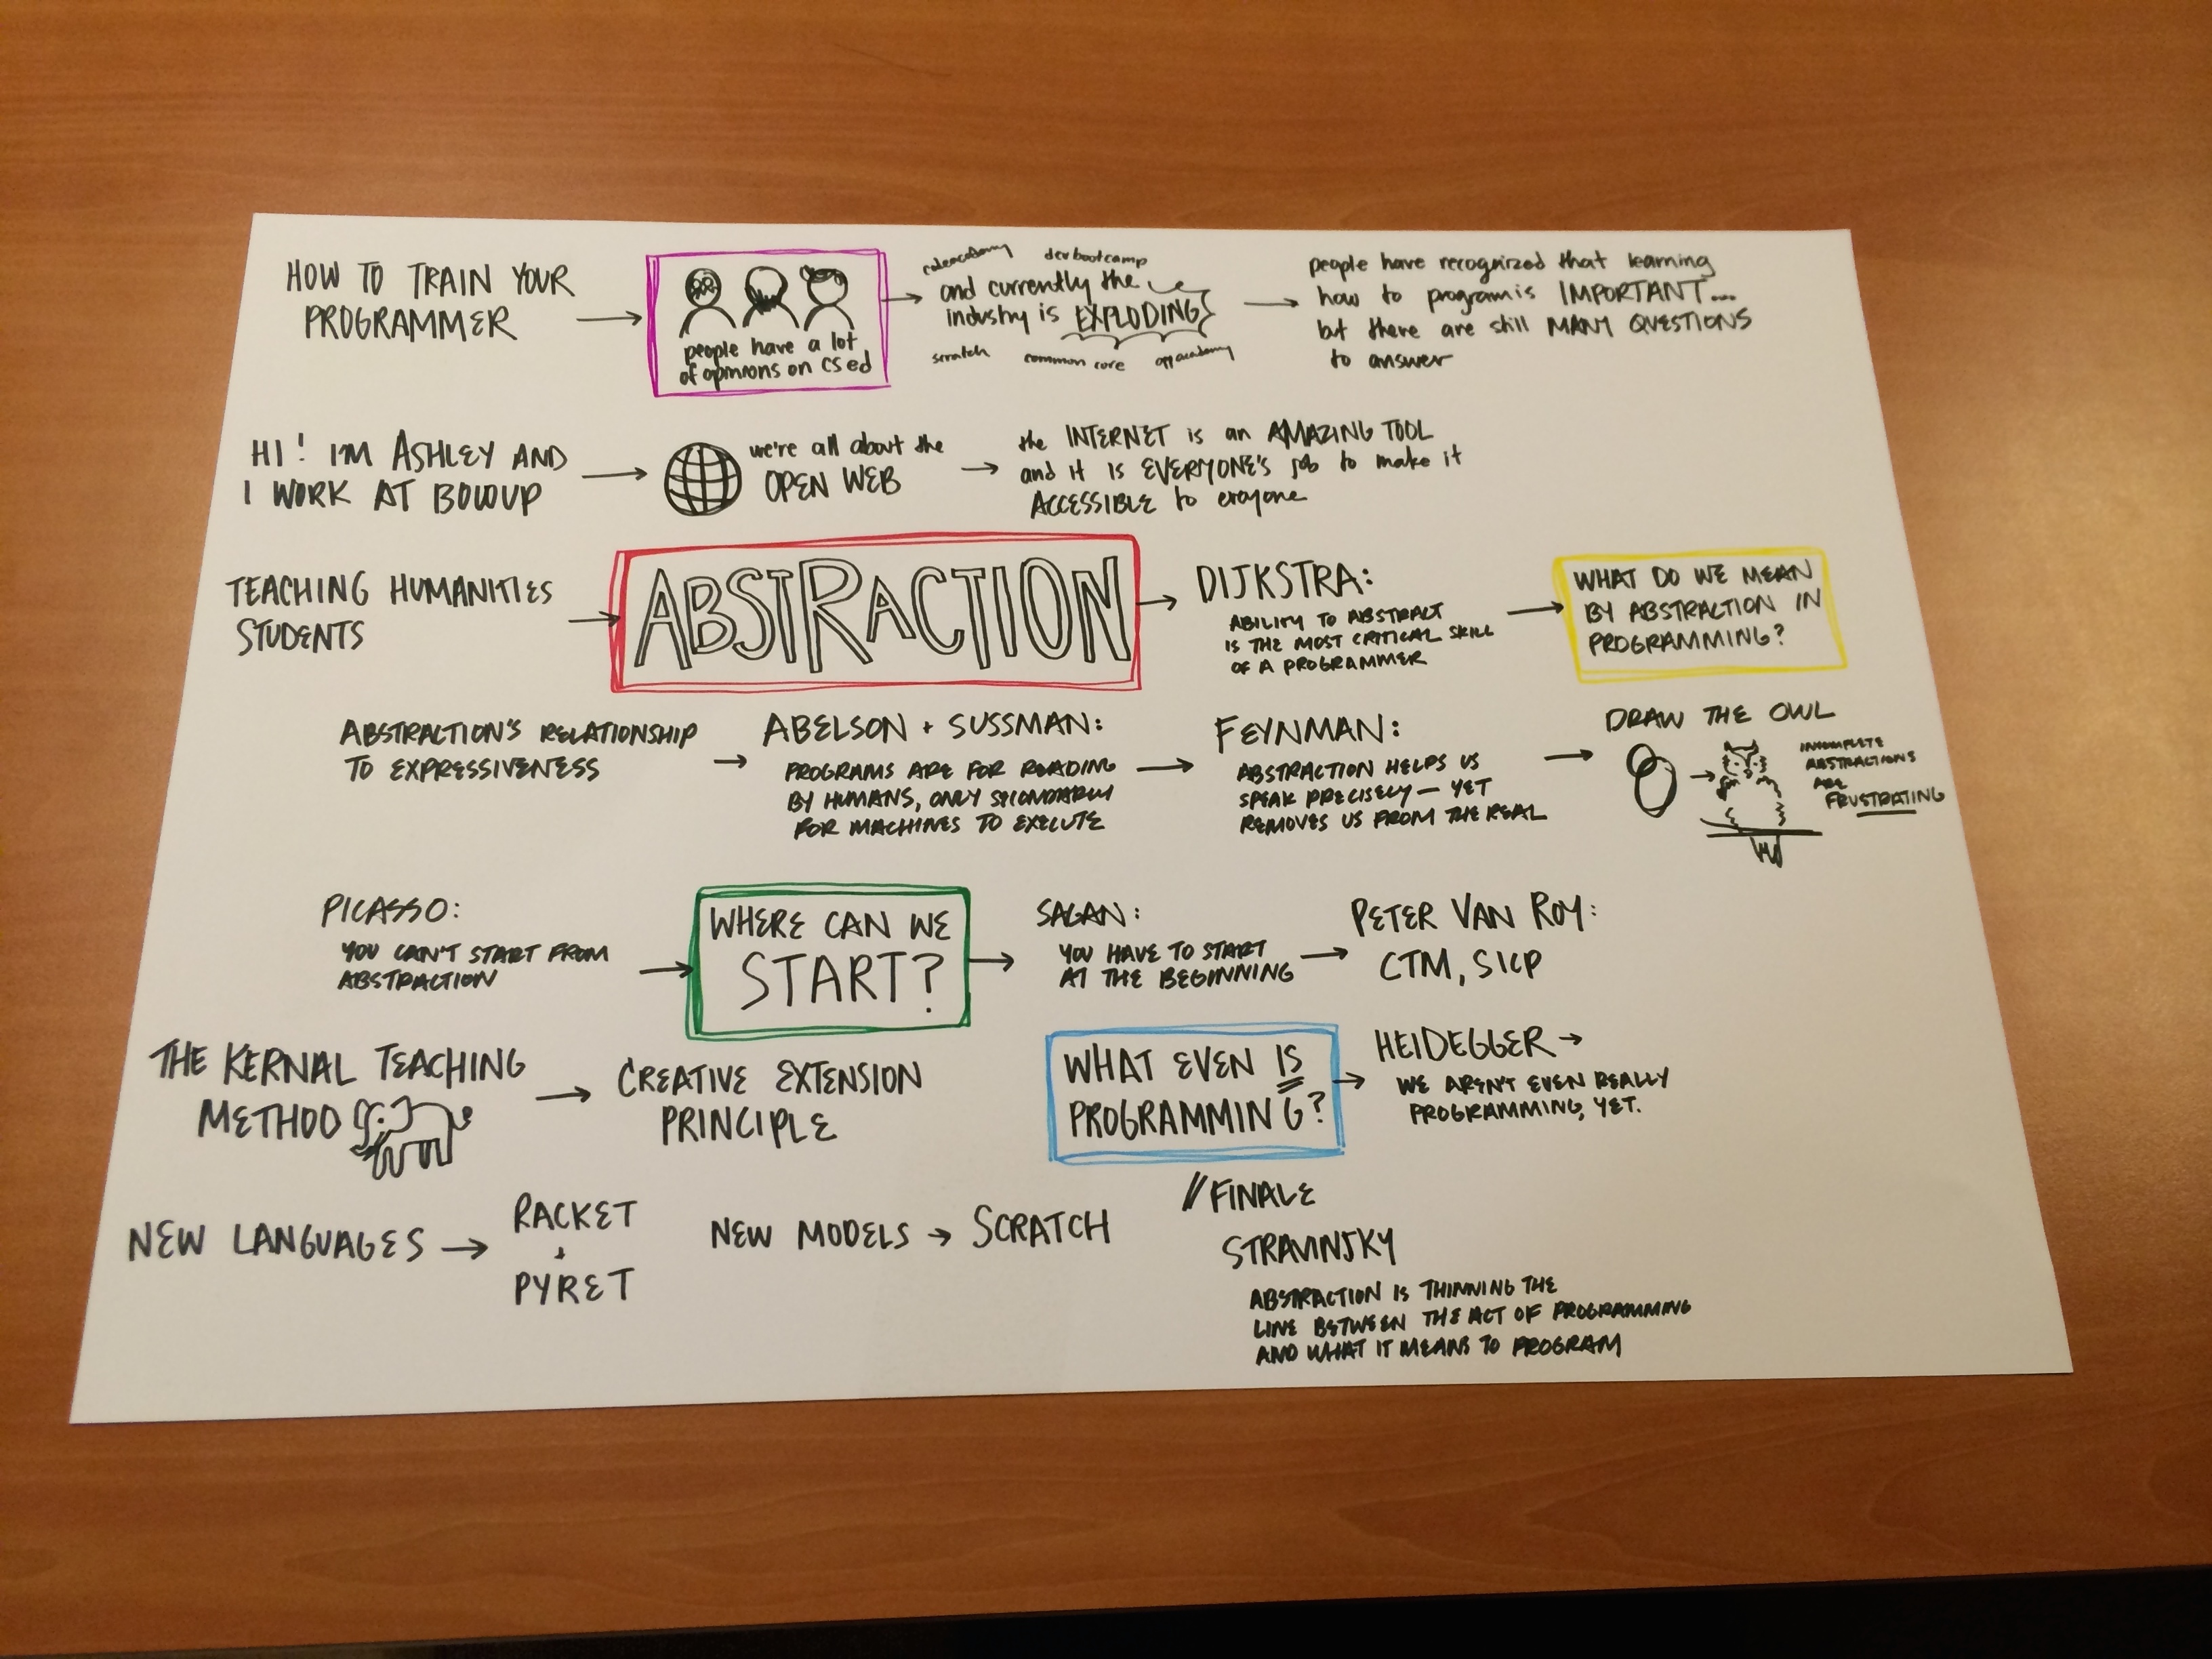 HOW TO TRAIN YOUR
PROGRAMMER
people have a lot
of opinions on CS ed
codecademy
dev bootcamp
and currently the
industry is EXPLODING
scratch
common core
app academy
people have recognized that learning
how to program is IMPORTANT...
but there are still MANY QUESTIONS
to answer
HI! I'M ASHLEY AND
I WORK AT BOCOUP
we're all about the
OPEN WEB
the INTERNET is an AMAZING TOOL
and it is EVERYONE'S job to make it
ACCESSIBLE to eryone
TEACHING HUMANITIES
STUDENTS
ABSTRACTION
DIJKSTRA:
ABILITY TO ABSTRACT
IS THE MOST CRITICAL SKILL
OF A PROGRAMMER
WHAT DO WE MEAN
BY ABSTRACTION IN
PROGRAMMING?
ABSTRACTION'S RELATIONSHIP
TO EXPRESSIVENESS
ABELSON + SUSSMAN:
PROGRAMS ARE FOR READING
BY HUMANS, ONLY SECONDARILY
FOR MACHINES TO EXECUTE
FEYNMAN:
ABSTRACTION HELPS US
SPEAK PRECISELY — YET
REMOVES US FROM THE REAL
DRAW THE OWL
INCOMPLETE
ABSTRACTIONS
ARE
FRUSTRATING
PICASSO:
YOU CAN'T START FROM
ABSTRACTION
WHERE CAN WE
START?
SAGAN:
YOU HAVE TO START
AT THE BEGINNING
PETER VAN ROY:
CTM, SICP
THE KERNAL TEACHING
METHOD
CREATIVE EXTENSION
PRINCIPLE
WHAT EVEN IS
PROGRAMMING?
HEIDEGGER →
WE AREN'T EVEN REALLY
PROGRAMMING, YET.
NEW LANGUAGES →
RACKET
+
PYRET
NEW MODELS → SCRATCH
// FINALE
STRAVINSKY
ABSTRACTION IS THINNING THE
LINE BETWEEN THE ACT OF PROGRAMMING
AND WHAT IT MEANS TO PROGRAM